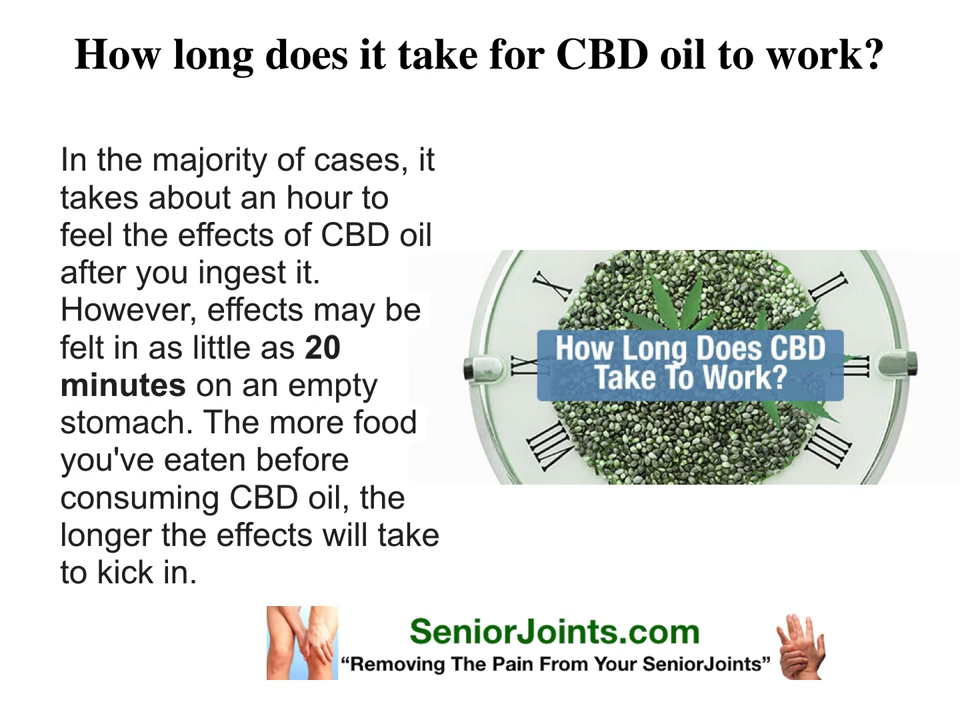 How long does it take for CBD oil to work?
In the majority of cases, it
takes about an hour to
feel the effects of CBD oil
after you ingest it.
However, effects may be
felt in as little as 20
minutes on an empty
stomach. The more food
you've eaten before
consuming CBD oil, the
longer the effects will take
to kick in.
How Long Does CBD
Take To Work?
SeniorJoints.com
“Removing The Pain From Your SeniorJoints”